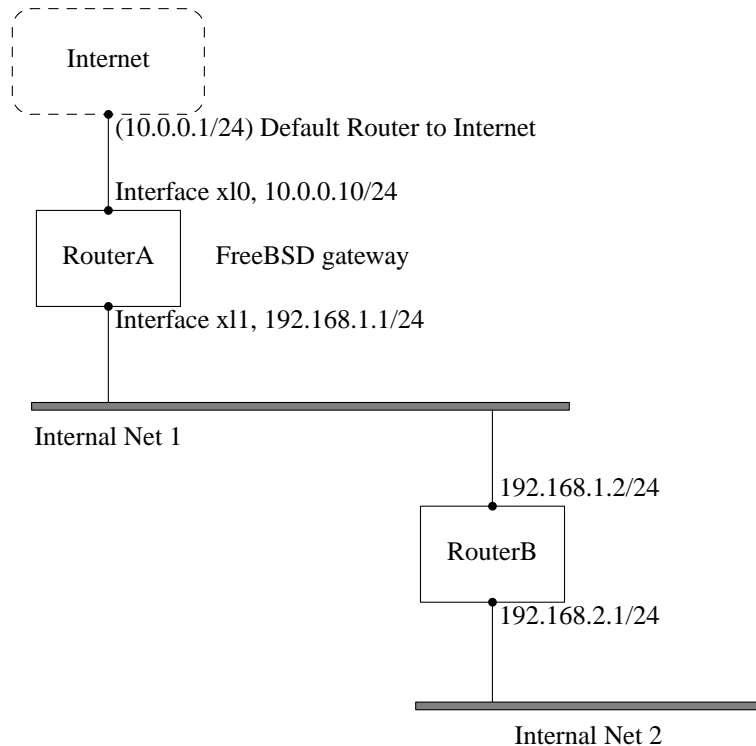 Internet
(10.0.0.1/24) Default Router to Internet
Interface xl0, 10.0.0.10/24
RouterA
FreeBSD gateway
Interface xl1, 192.168.1.1/24
Internal Net 1
192.168.1.2/24
RouterB
192.168.2.1/24
Internal Net 2